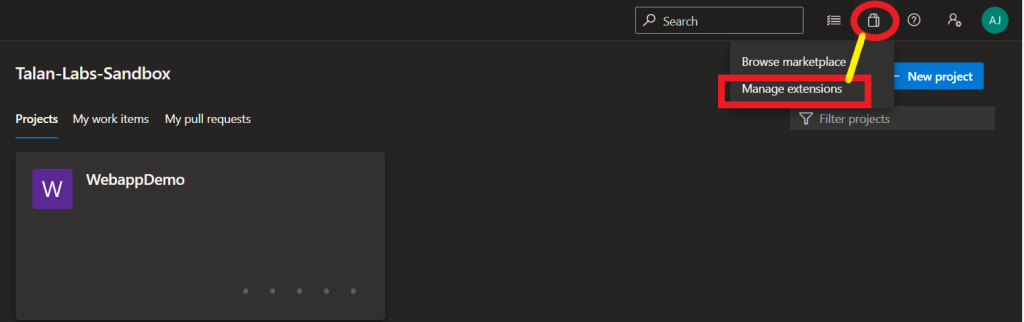 Search
AJ
Browse marketplace
Talan-Labs-Sandbox
New project
Manage extensions
Projects My work items My pull requests
Filter projects
W WebappDemo